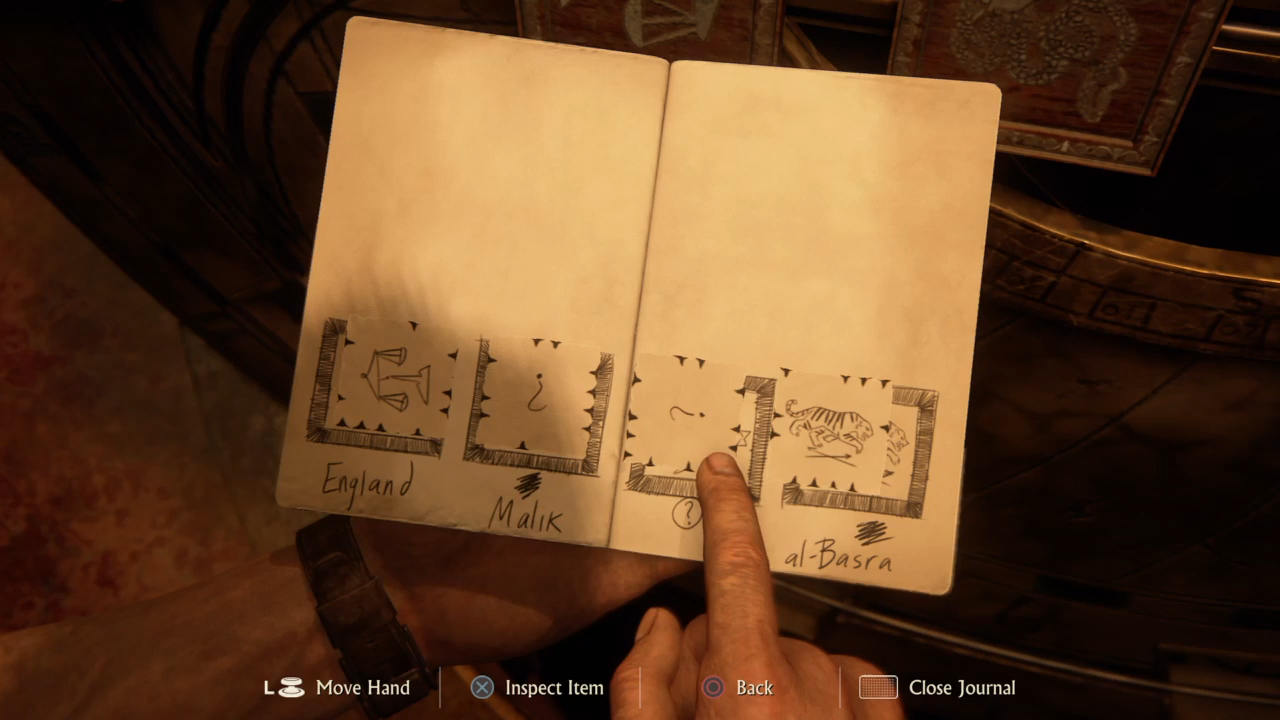 England
Malik
?
?
?
al-Basra
L Move Hand
Inspect Item
Back
Close Journal